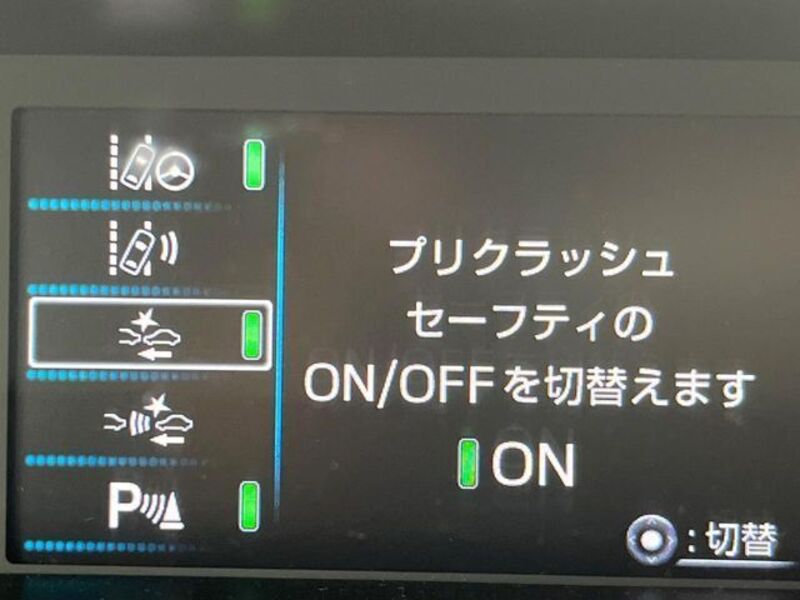 プリクラッシュ
セーフティの
ON/OFFを切替えます
ON
P
:切替